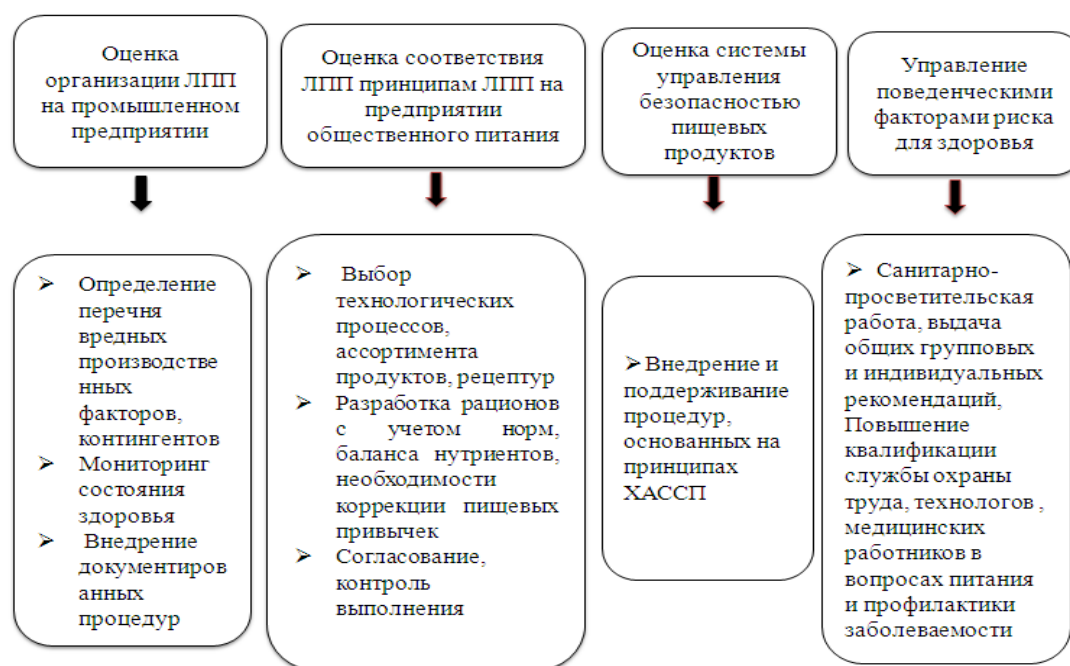 Оценка
организации ЛПП
на промышленном
предприятии
Оценка соответствия
ЛПП принципам ЛПП на
предприятии
общественного питания
Оценка системы
управления
безопасностью
пищевых
продуктов
Управление
поведенческими
факторами риска
для здоровья
➢ Определение
перечня
вредных
производстве
нных
факторов,
контингентов
➢ Мониторинг
состояния
здоровья
➢ Внедрение
документиров
анных
процедур
➢ Выбор
технологических
процессов,
ассортимента
продуктов, рецептур
➢ Разработка рационов
с учетом норм,
баланса нутриентов,
необходимости
коррекции пищевых
привычек
➢ Согласование,
контроль
выполнения
➢ Внедрение и
поддерживание
процедур,
основанных на
принципах
ХАССП
➢ Санитарно-
просветительская
работа, выдача
общих групповых
и индивидуальных
рекомендаций,
Повышение
квалификации
службы охраны
труда, технологов ,
медицинских
работников в
вопросах питания
и профилактики
заболеваемости